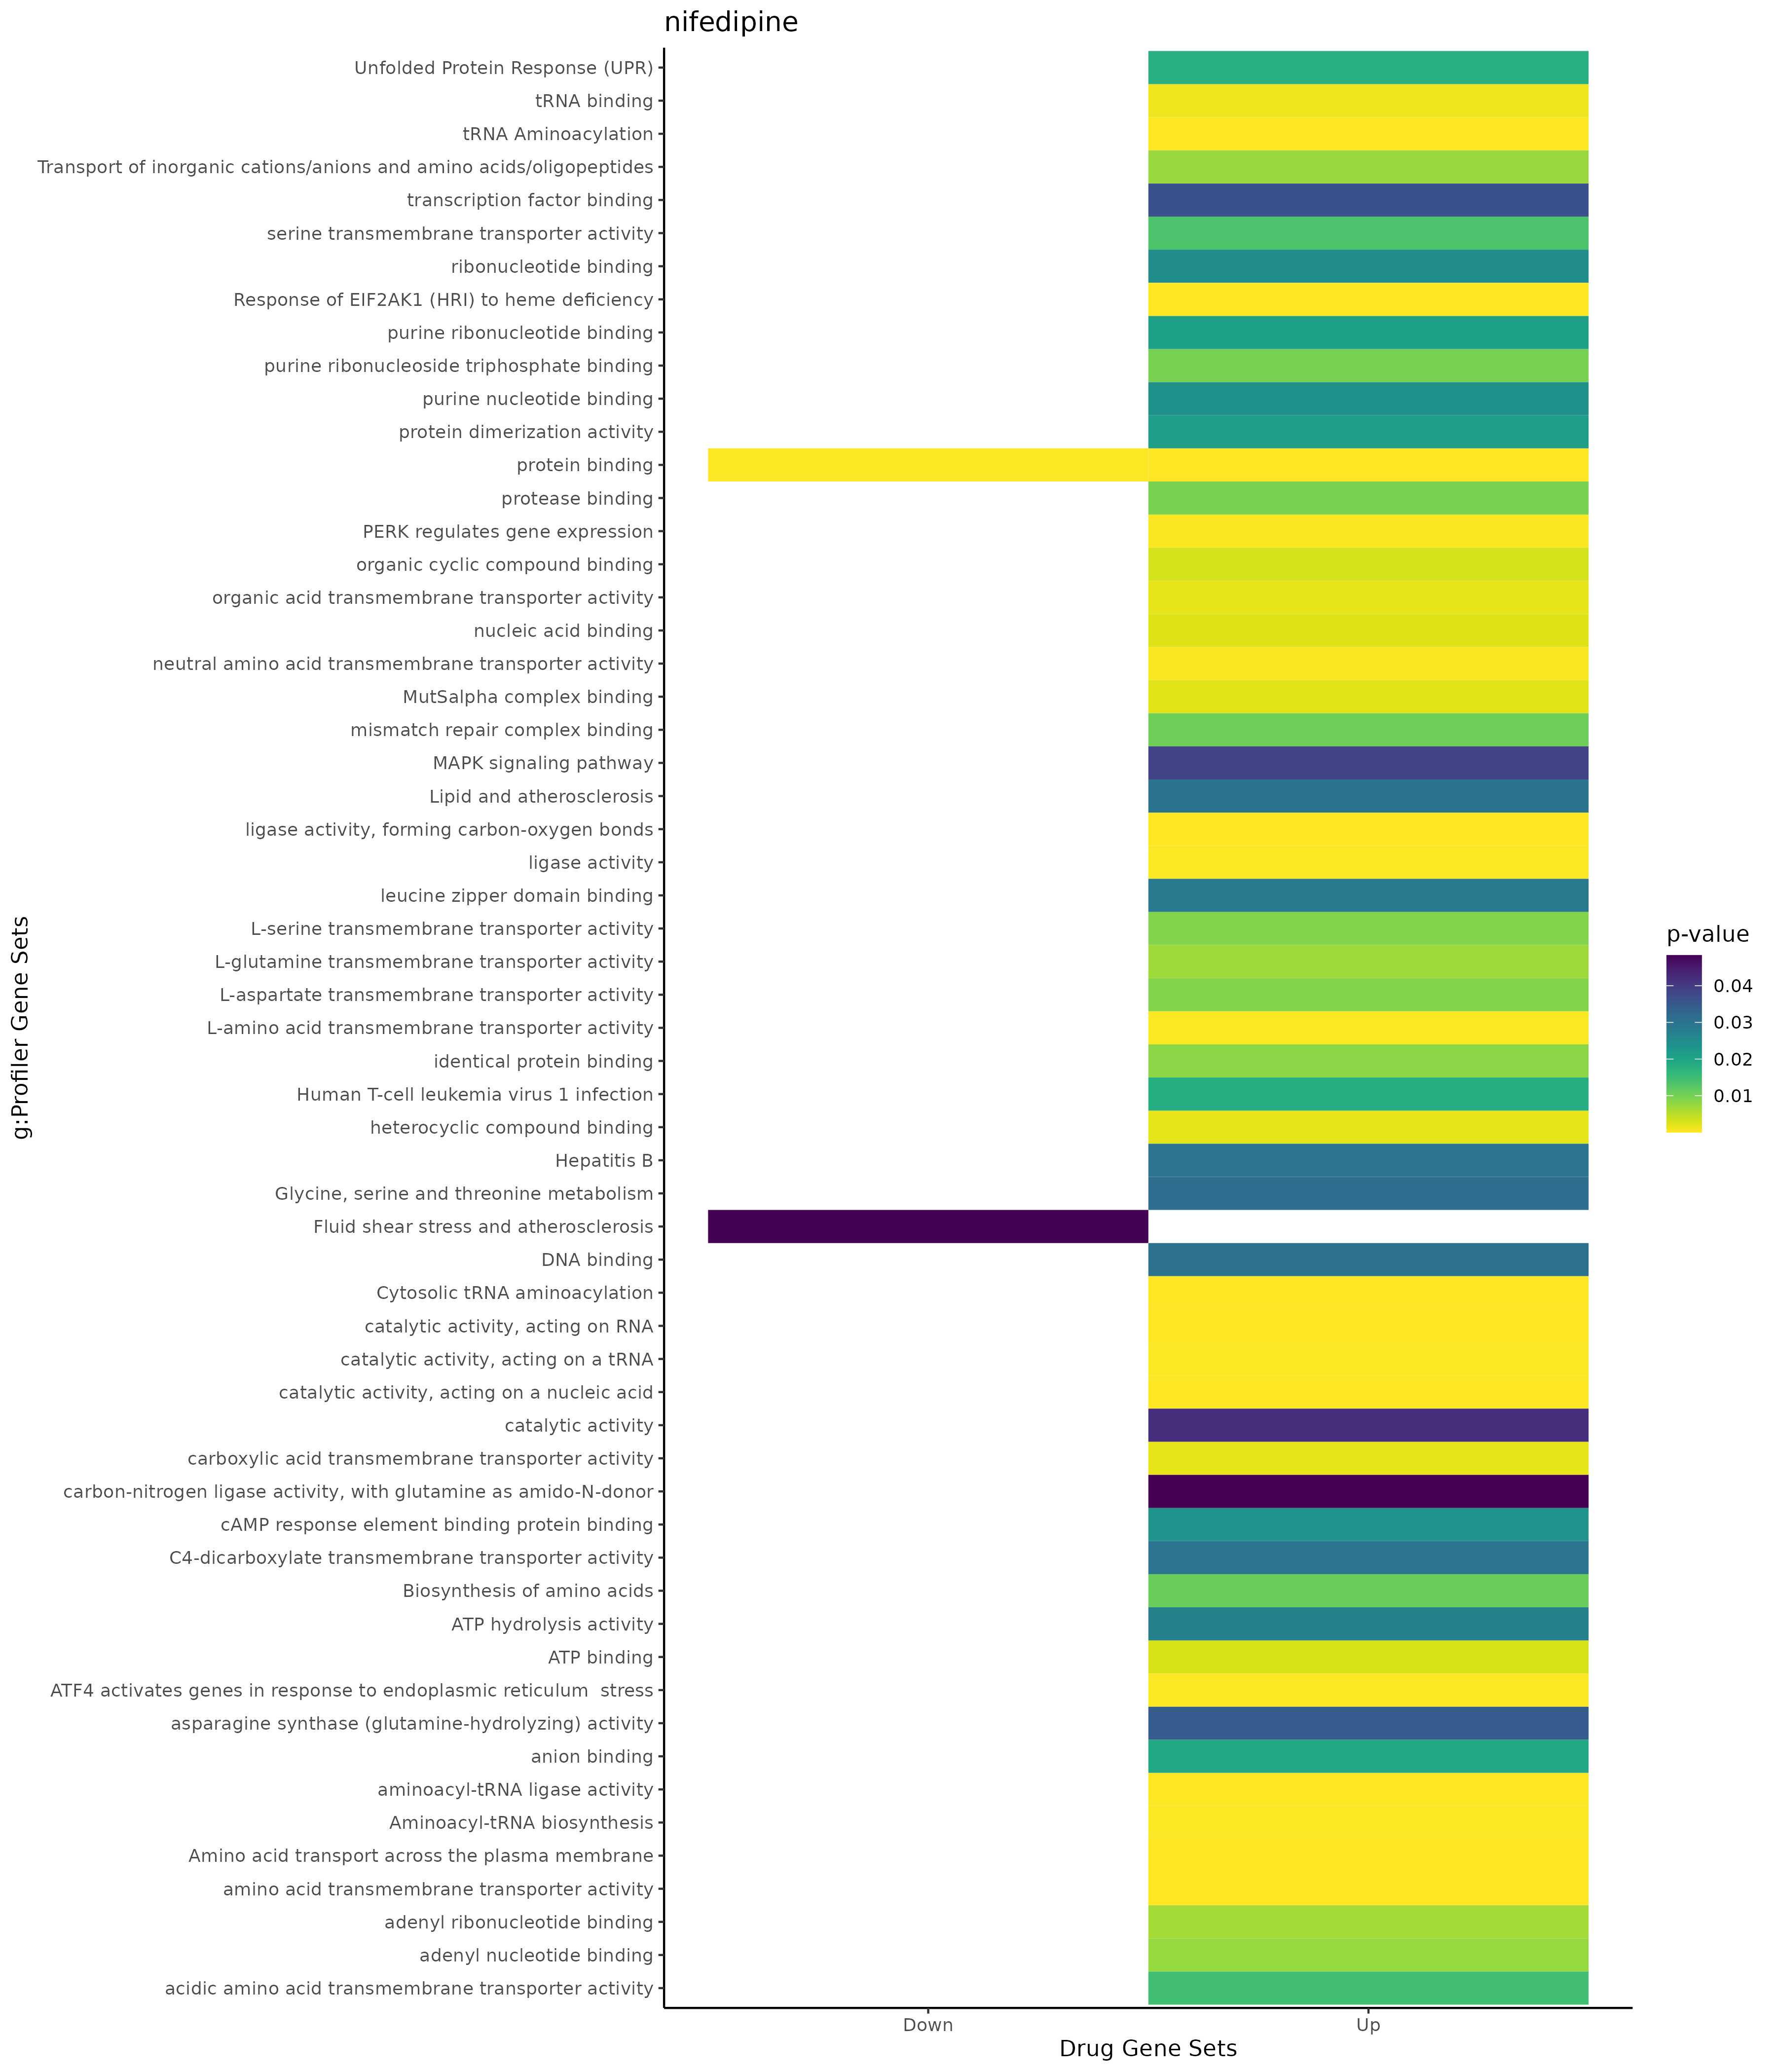 nifedipine
Unfolded Protein Response (UPR)
tRNA binding
tRNA Aminoacylation
Transport of inorganic cations/anions and amino acids/oligopeptides
transcription factor binding
serine transmembrane transporter activity
ribonucleotide binding
Response of EIF2AK1 (HRI) to heme deficiency
purine ribonucleotide binding
purine ribonucleoside triphosphate binding
purine nucleotide binding
protein dimerization activity
protein binding
protease binding
PERK regulates gene expression
organic cyclic compound binding
organic acid transmembrane transporter activity
nucleic acid binding
neutral amino acid transmembrane transporter activity
MutSalpha complex binding
mismatch repair complex binding
MAPK signaling pathway
Lipid and atherosclerosis
ligase activity, forming carbon-oxygen bonds
ligase activity
leucine zipper domain binding
L-serine transmembrane transporter activity
L-glutamine transmembrane transporter activity
L-aspartate transmembrane transporter activity
L-amino acid transmembrane transporter activity
identical protein binding
Human T-cell leukemia virus 1 infection
heterocyclic compound binding
Hepatitis B
Glycine, serine and threonine metabolism
Fluid shear stress and atherosclerosis
DNA binding
Cytosolic tRNA aminoacylation
catalytic activity, acting on RNA
catalytic activity, acting on a tRNA
catalytic activity, acting on a nucleic acid
catalytic activity
carboxylic acid transmembrane transporter activity
carbon-nitrogen ligase activity, with glutamine as amido-N-donor
cAMP response element binding protein binding
C4-dicarboxylate transmembrane transporter activity
Biosynthesis of amino acids
ATP hydrolysis activity
ATP binding
ATF4 activates genes in response to endoplasmic reticulum  stress
asparagine synthase (glutamine-hydrolyzing) activity
anion binding
aminoacyl-tRNA ligase activity
Aminoacyl-tRNA biosynthesis
Amino acid transport across the plasma membrane
amino acid transmembrane transporter activity
adenyl ribonucleotide binding
adenyl nucleotide binding
acidic amino acid transmembrane transporter activity
g:Profiler Gene Sets
Down
Up
Drug Gene Sets
p-value
0.04
0.03
0.02
0.01